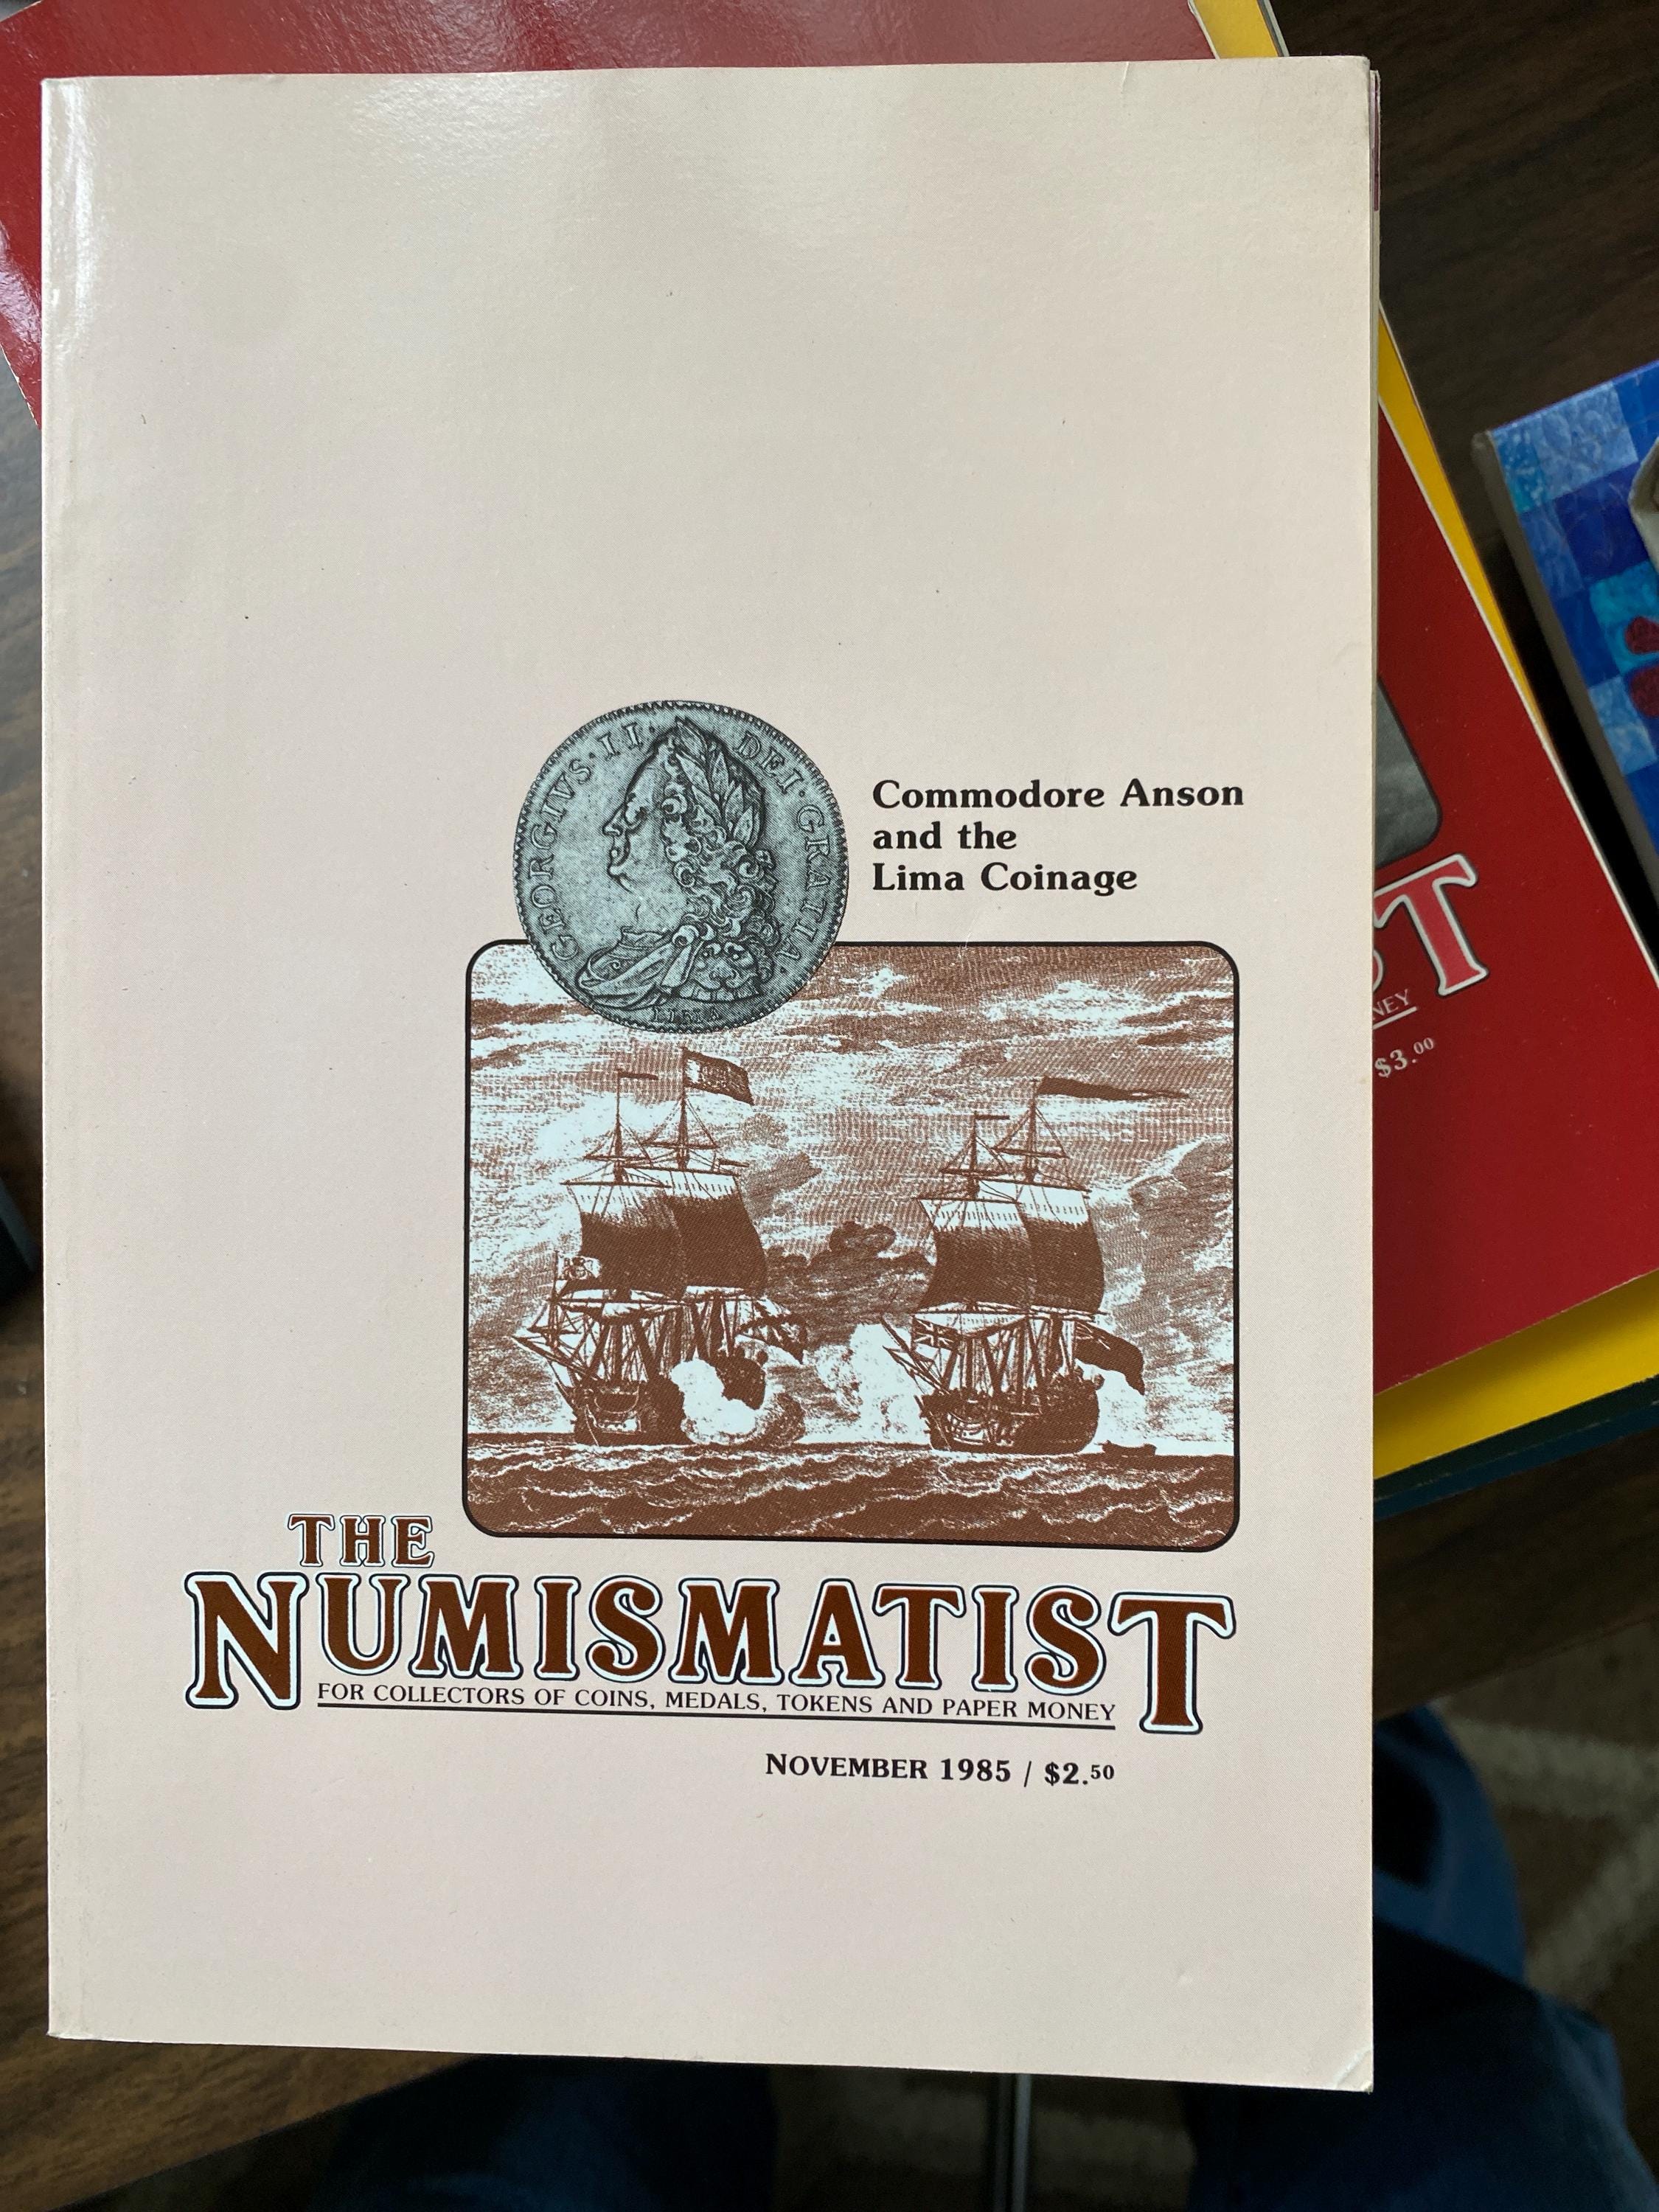 GEORGIVS·II· DEI·GRATIA·
LIMA
Commodore Anson
and the
Lima Coinage
THE
NUMISMATIST
FOR COLLECTORS OF COINS, MEDALS, TOKENS AND PAPER MONEY
NOVEMBER 1985 / $2.50
ST
NEY
$3.00